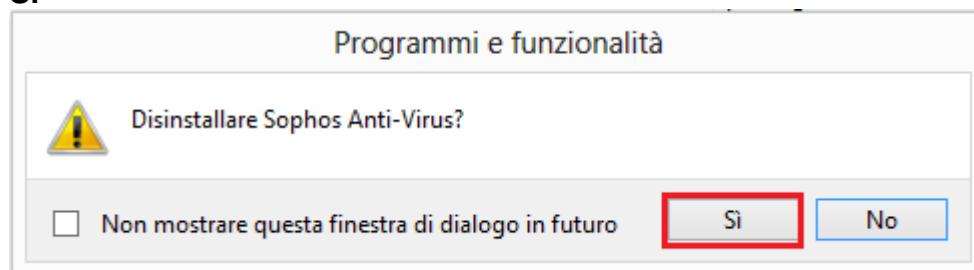 Programmi e funzionalità
Disinstallare Sophos Anti-Virus?
Non mostrare questa finestra di dialogo in futuro Sì No